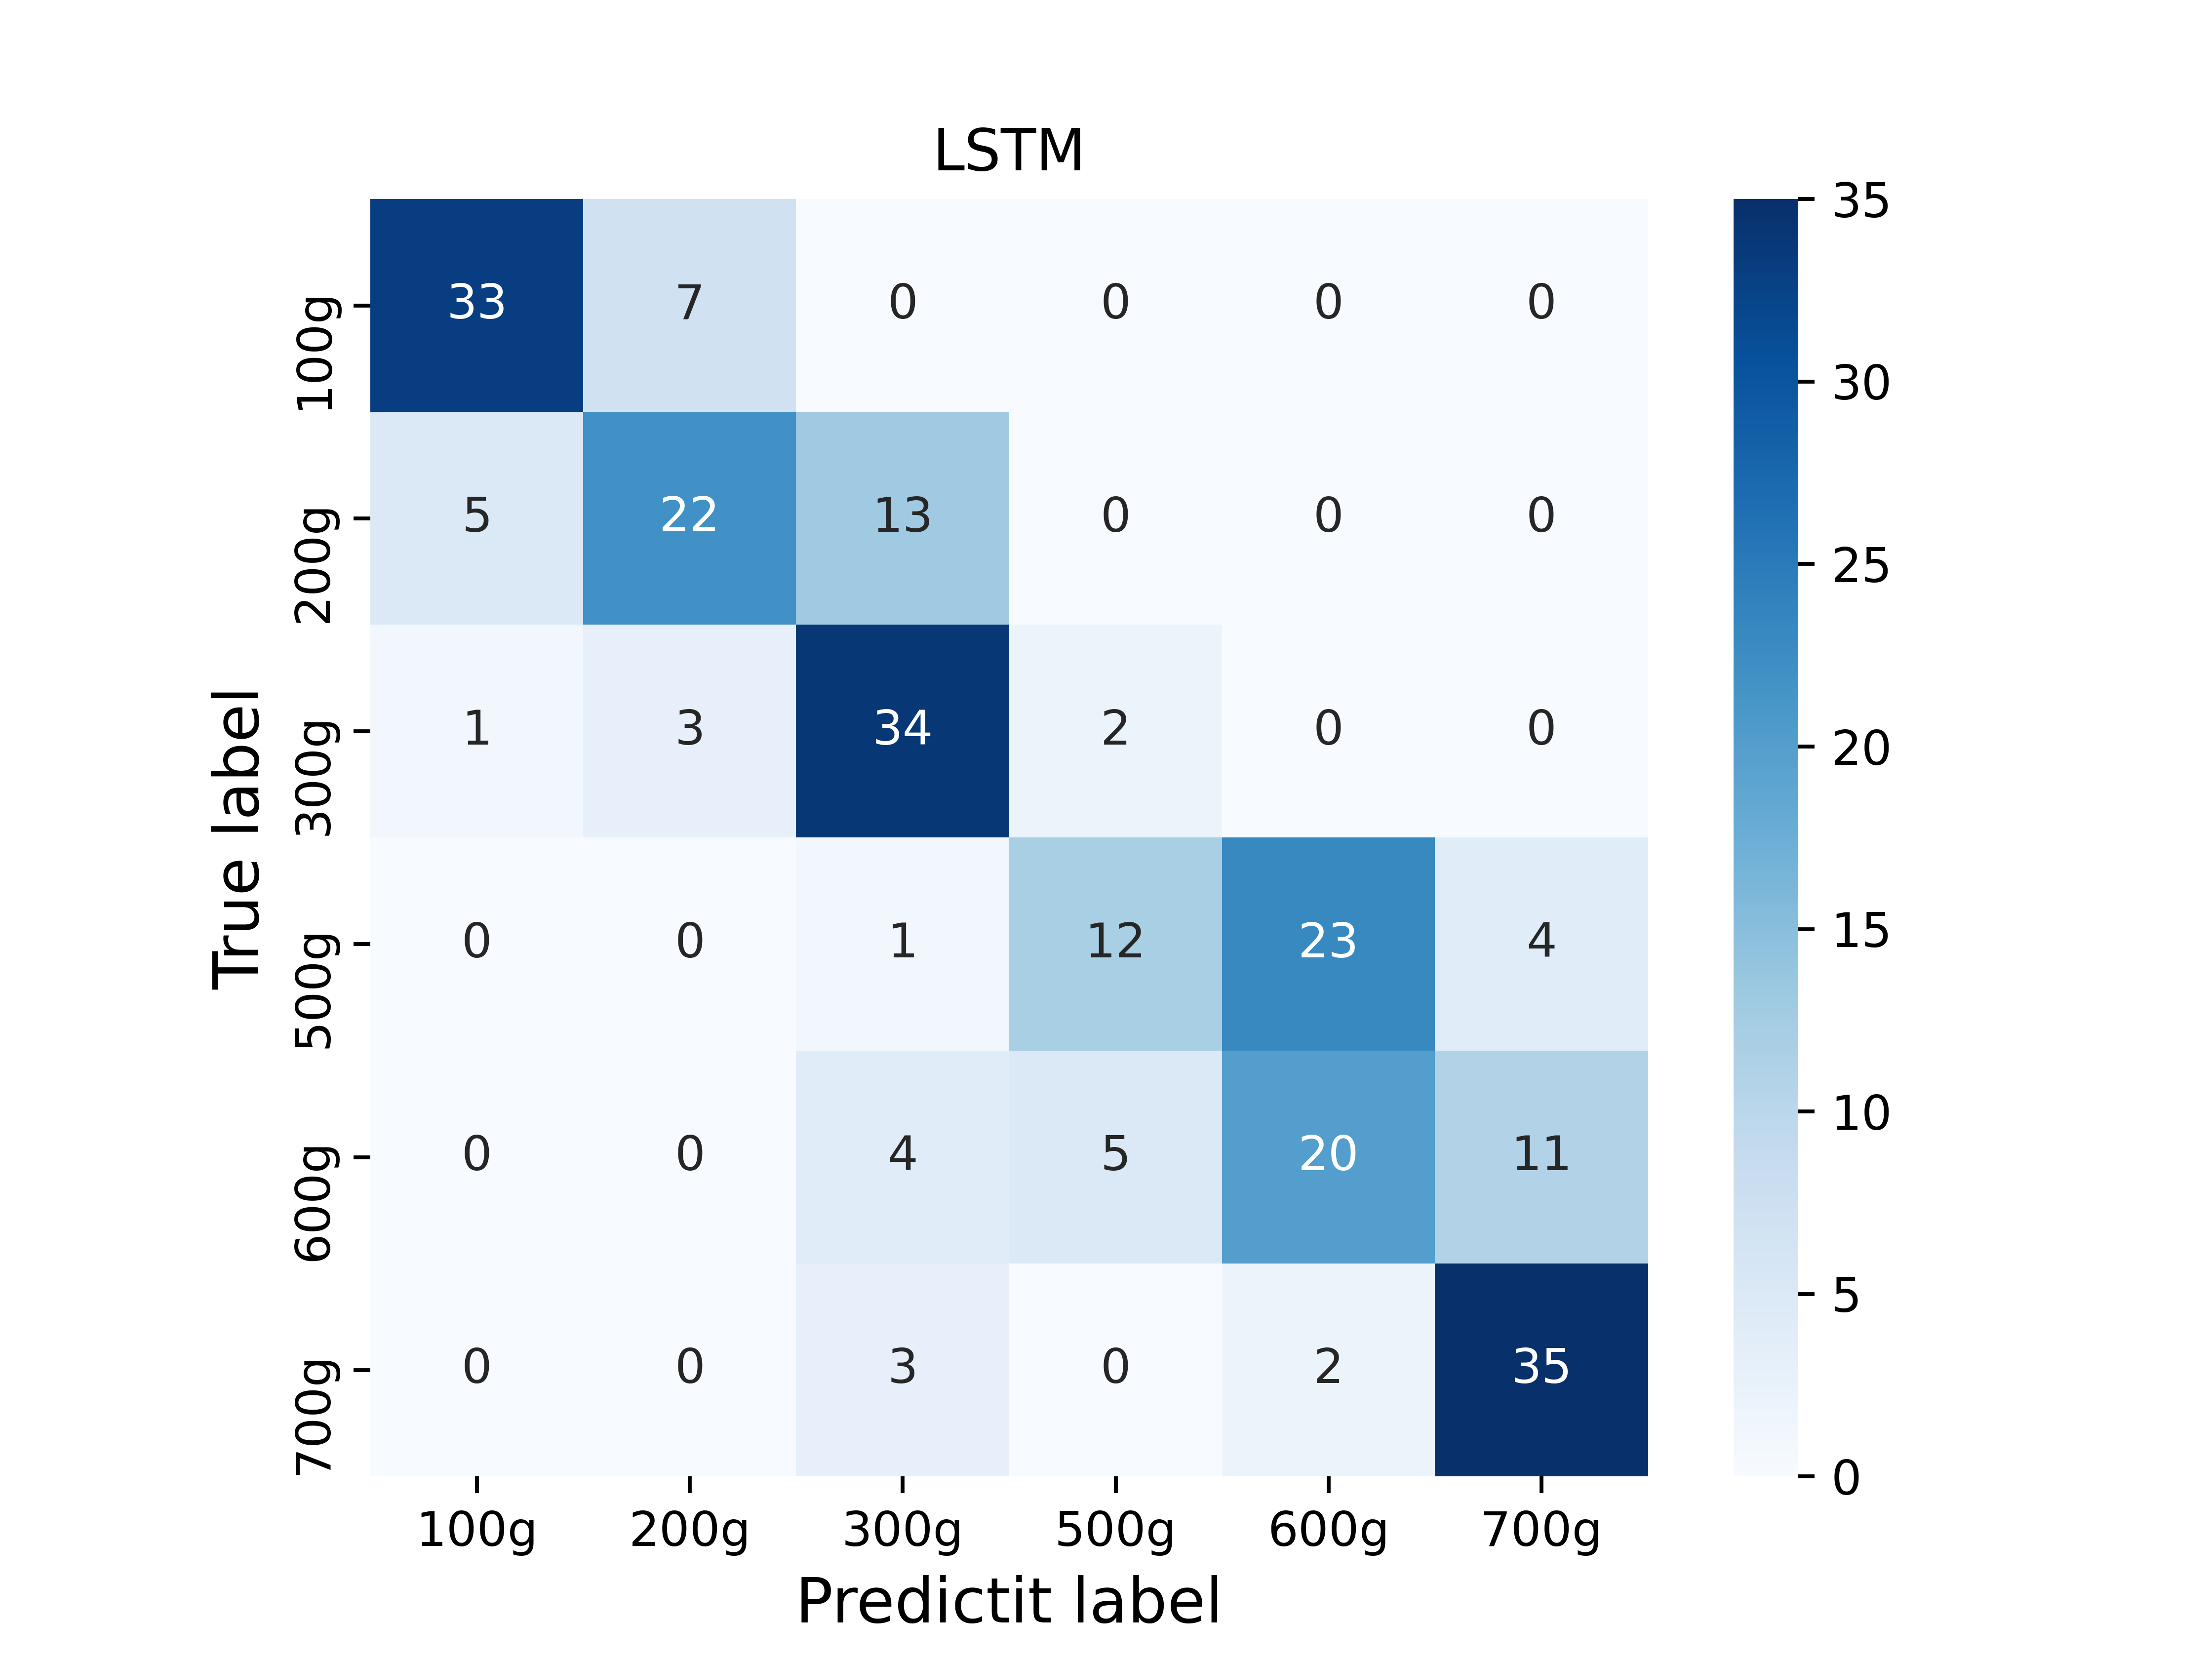 LSTM
True label
100g 33 7 0 0 0 0
200g 5 22 13 0 0 0
300g 1 3 34 2 0 0
500g 0 0 1 12 23 4
600g 0 0 4 5 20 11
700g 0 0 3 0 2 35
100g 200g 300g 500g 600g 700g
Predictit label
35
30
25
20
15
10
5
0